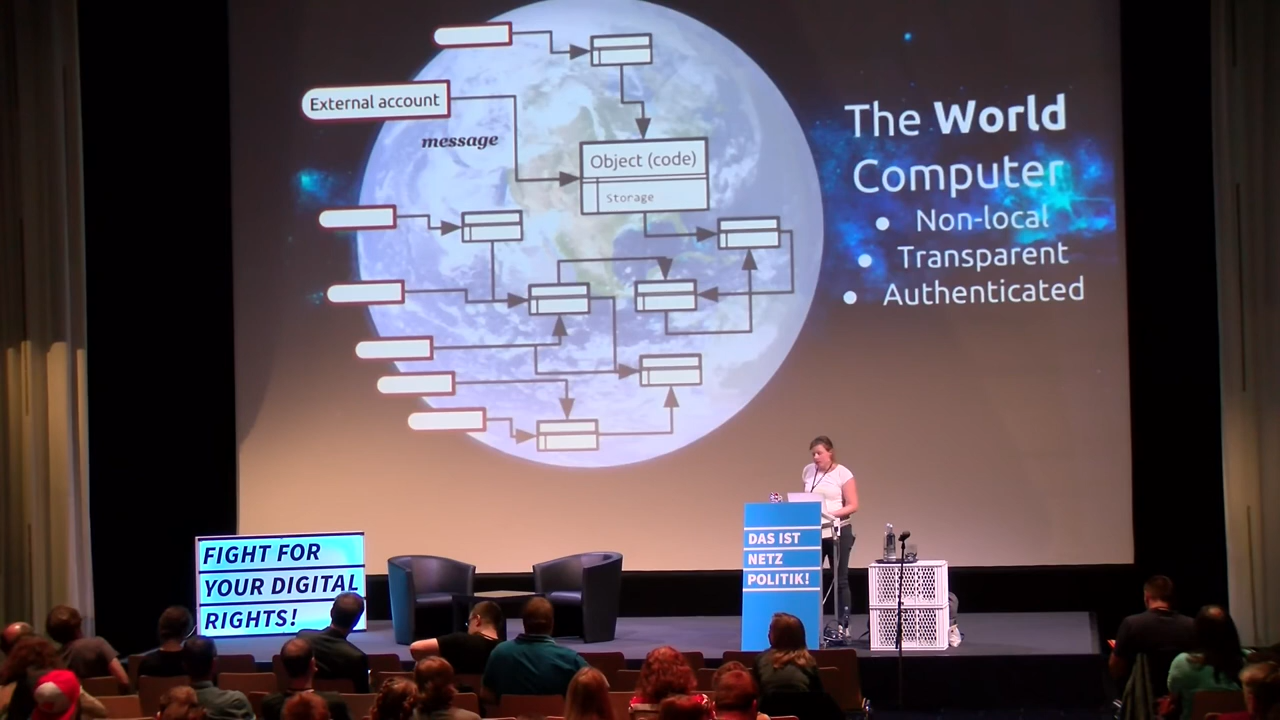 External account
message
Object (code)
Storage
The World
Computer
● Non-local
● Transparent
● Authenticated
FIGHT FOR
YOUR DIGITAL
RIGHTS!
DAS IST
NETZ
POLITIK!